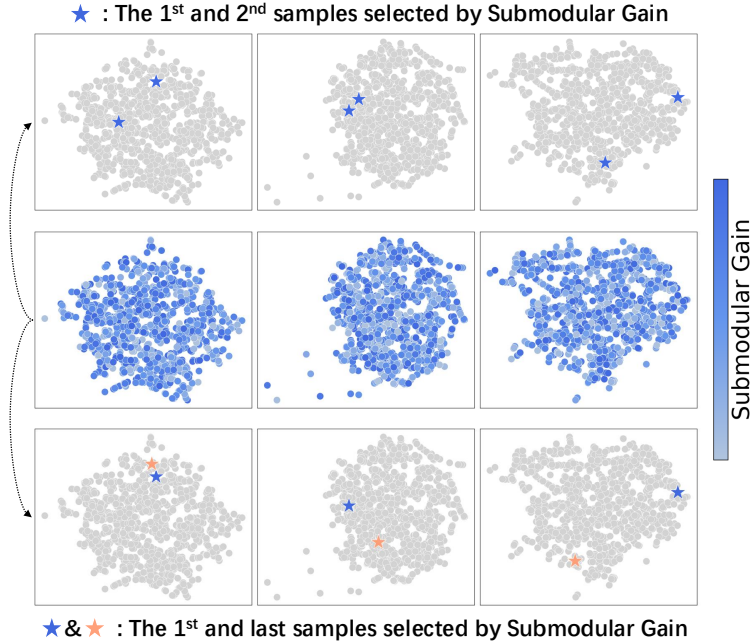 ★ : The 1st and 2nd samples selected by Submodular Gain
Submodular Gain
★ & ★ : The 1st and last samples selected by Submodular Gain